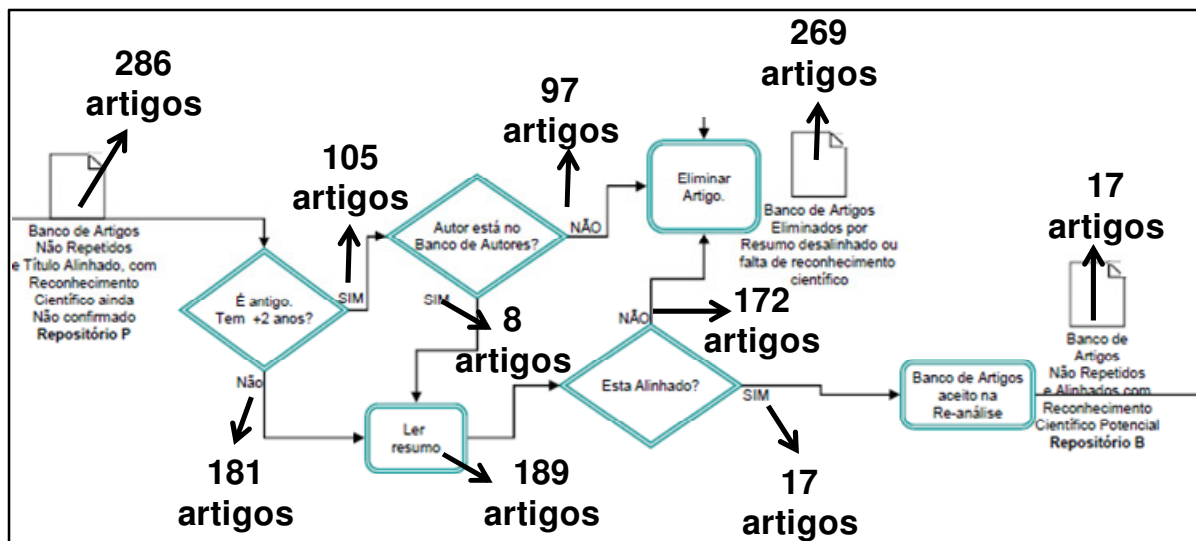 286
artigos
Banco de Artigos
Não Repetidos
e Título Alinhado, com
Reconhecimento
Científico ainda
Não confirmado
Repositório P
É antigo.
Tem +2 anos?
SIM
105
artigos
Não
181
artigos
Autor está no
Banco de Autores?
NÃO
97
artigos
SIM
8
artigos
Ler
resumo
189
artigos
Eliminar
Artigo.
269
artigos
Banco de Artigos
Eliminados por
Resumo desalinhado ou
falta de reconhecimento
científico
Esta Alinhado?
NÃO
172
artigos
SIM
17
artigos
Banco de Artigos
aceito na
Re-análise
17
artigos
Banco de
Artigos
Não Repetidos
e Alinhados com
Reconhecimento
Científico Potencial
Repositório B